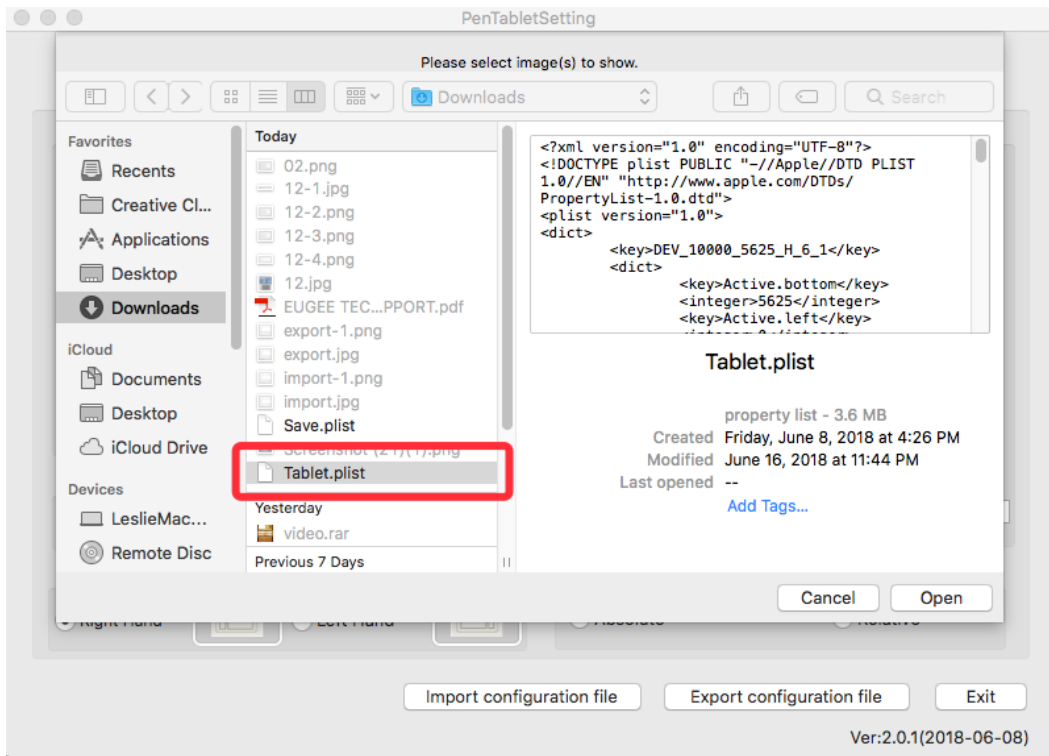 PenTabletSetting
Please select image(s) to show.
Downloads
Search
Favorites
Recents
Creative Cl...
Applications
Desktop
Downloads
iCloud
Documents
Desktop
iCloud Drive
Devices
LeslieMac...
Remote Disc
Today
02.png
12-1.jpg
12-2.png
12-3.png
12-4.png
12.jpg
EUGEE TEC...PPORT.pdf
export-1.png
export.jpg
import-1.png
import.jpg
Save.plist
Screenshot (21)(1).png
Tablet.plist
Yesterday
video.rar
Previous 7 Days
<?xml version="1.0" encoding="UTF-8"?>
<!DOCTYPE plist PUBLIC "-//Apple//DTD PLIST
1.0//EN" "http://www.apple.com/DTDs/
PropertyList-1.0.dtd">
<plist version="1.0">
<dict>
<key>DEV_10000_5625_H_6_1</key>
<dict>
<key>Active.bottom</key>
<integer>5625</integer>
<key>Active.left</key>
Tablet.plist
property list - 3.6 MB
Created Friday, June 8, 2018 at 4:26 PM
Modified June 16, 2018 at 11:44 PM
Last opened --
Add Tags...
Cancel
Open
Right Hand
Left Hand
Absolute
Relative
Import configuration file
Export configuration file
Exit
Ver:2.0.1(2018-06-08)